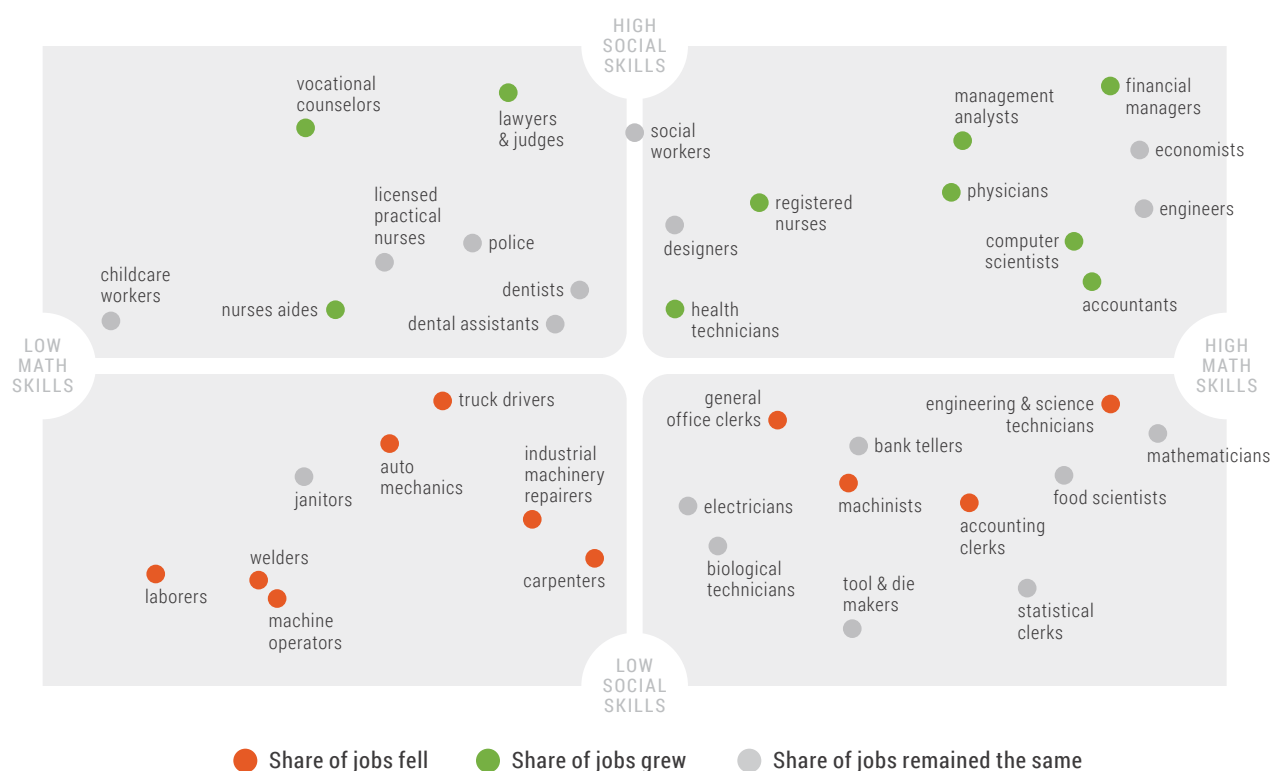 HIGH
SOCIAL
SKILLS
vocational
counselors
lawyers
& judges
social
workers
management
analysts
financial
managers
economists
licensed
practical
nurses
police
registered
nurses
physicians
engineers
designers
computer
scientists
childcare
workers
dentists
accountants
nurses aides
dental assistants
health
technicians
LOW
MATH
SKILLS
HIGH
MATH
SKILLS
truck drivers
general
office clerks
engineering & science
technicians
auto
mechanics
industrial
machinery
repairers
bank tellers
mathematicians
janitors
electricians
machinists
food scientists
accounting
clerks
welders
laborers
carpenters
biological
technicians
tool & die
makers
statistical
clerks
machine
operators
LOW
SOCIAL
SKILLS
Share of jobs fell
Share of jobs grew
Share of jobs remained the same